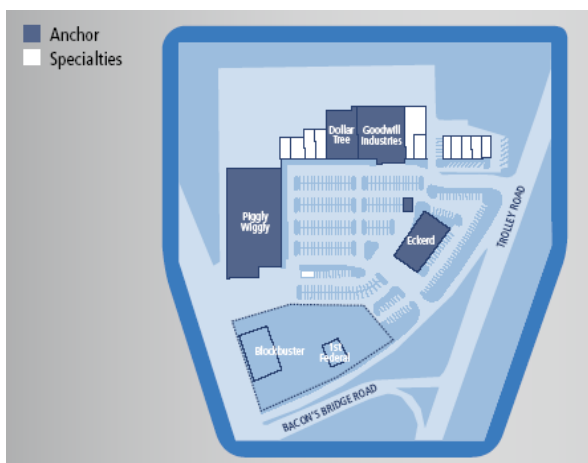 Anchor
Specialties
Dollar
Tree
Goodwill
Industries
Piggly
Wiggly
Eckerd
TROLLEY ROAD
Blockbuster
1st
Federal
BACON'S BRIDGE ROAD